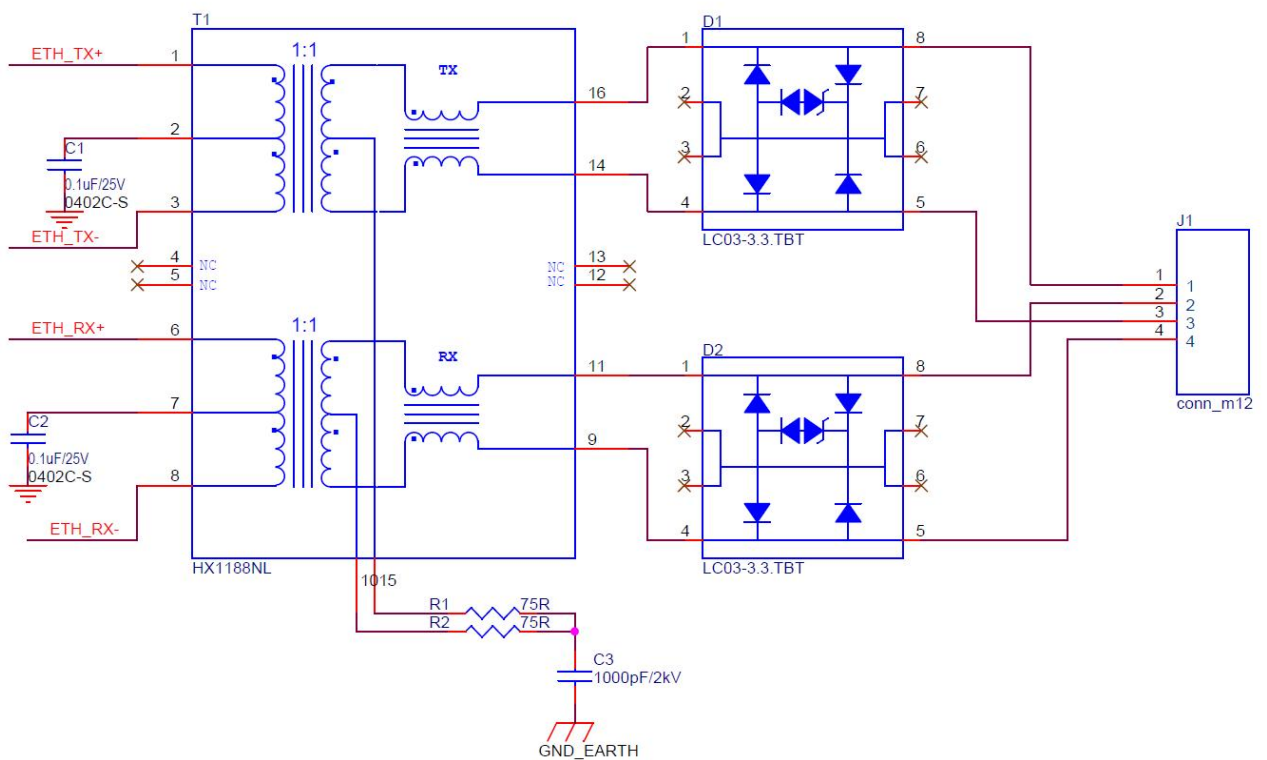 T1
D1
ETH_TX+
1
1:1
TX
16
1
8
2
7
2
C1
0.1uF/25V
0402C-S
3
6
14
3
4
5
ETH_TX-
LC03-3.3.TBT
J1
4
NC
NC
13
5
NC
NC
12
1
1
2
2
3
3
4
4
conn_m12
ETH_RX+
6
1:1
RX
11
D2
1
8
7
C2
0.1uF/25V
0402C-S
2
7
9
8
3
6
ETH_RX-
4
5
HX1188NL
LC03-3.3.TBT
1015
R1
75R
R2
75R
C3
1000pF/2kV
GND_EARTH